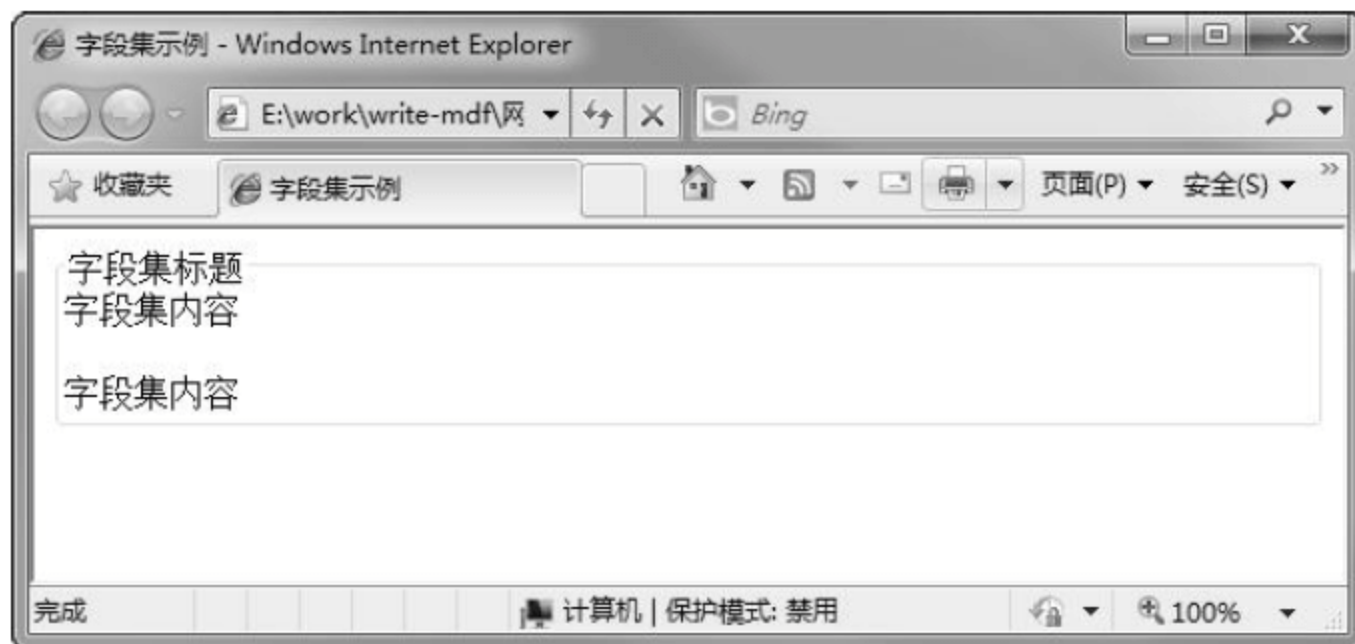 字段集示例 - Windows Internet Explorer
E:\work\write-mdf\网
Bing
收藏夹 字段集示例 页面(P) 安全(S)
字段集标题
字段集内容
字段集内容
完成 计算机 | 保护模式: 禁用 100%